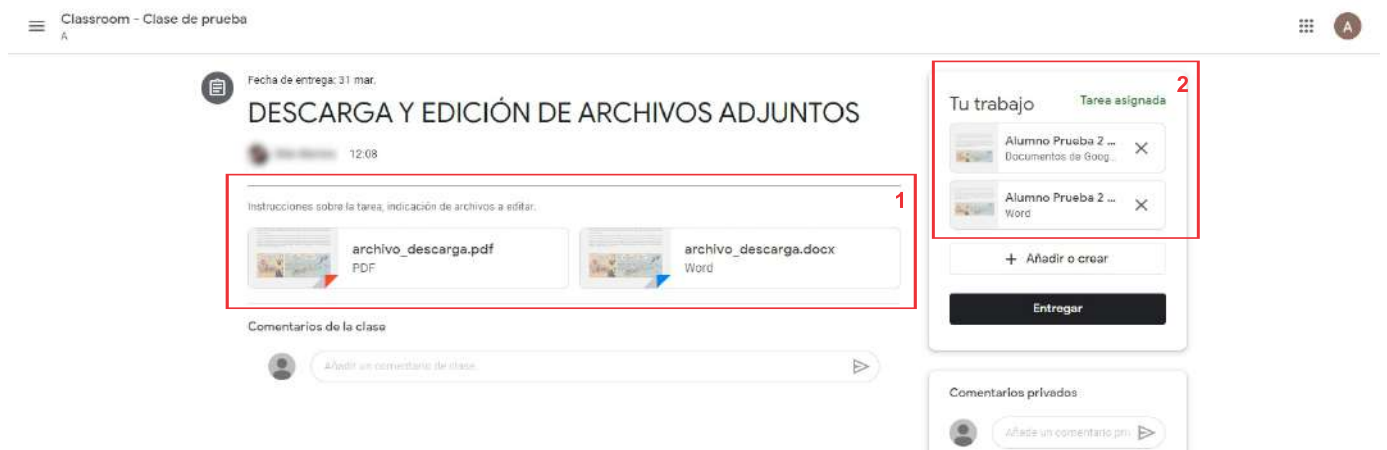 Classroom - Clase de prueba
A
A
Fecha de entrega: 31 mar.
DESCARGA Y EDICIÓN DE ARCHIVOS ADJUNTOS
12:08
1
Instrucciones sobre la tarea, indicación de archivos a editar.
archivo_descarga.pdf
PDF
archivo_descarga.docx
Word
Comentarios de la clase
Añadir un comentario de clase.
2
Tu trabajo
Tarea asignada
Alumno Prueba 2 ...
Documentos de Goog...
Alumno Prueba 2 ...
Word
+ Añadir o crear
Entregar
Comentarios privados
Añade un comentario pri